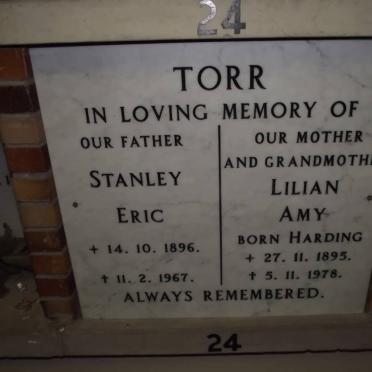 24
TORR
IN LOVING MEMORY OF
OUR FATHER
STANLEY
ERIC
+ 14. 10. 1896.
† 11. 2. 1967.
OUR MOTHER
AND GRANDMOTH
LILIAN
AMY
BORN HARDING
+ 27. 11. 1895.
† 5. 11. 1978.
ALWAYS REMEMBERED.
24